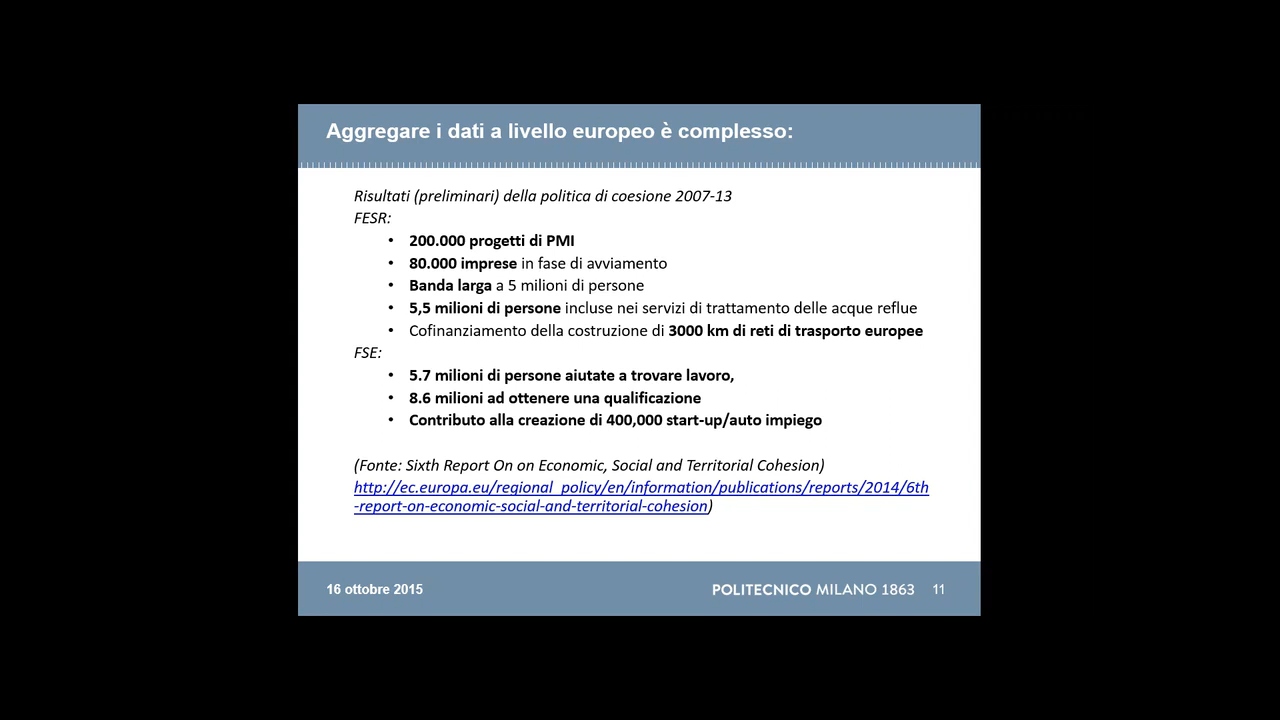 Aggregare i dati a livello europeo è complesso:
Risultati (preliminari) della politica di coesione 2007-13
FESR:
• 200.000 progetti di PMI
• 80.000 imprese in fase di avviamento
• Banda larga a 5 milioni di persone
• 5,5 milioni di persone incluse nei servizi di trattamento delle acque reflue
• Cofinanziamento della costruzione di 3000 km di reti di trasporto europee
FSE:
• 5.7 milioni di persone aiutate a trovare lavoro,
• 8.6 milioni ad ottenere una qualificazione
• Contributo alla creazione di 400,000 start-up/auto impiego
(Fonte: Sixth Report On on Economic, Social and Territorial Cohesion)
http://ec.europa.eu/regional_policy/en/information/publications/reports/2014/6th
-report-on-economic-social-and-territorial-cohesion)
16 ottobre 2015 POLITECNICO MILANO 1863 11